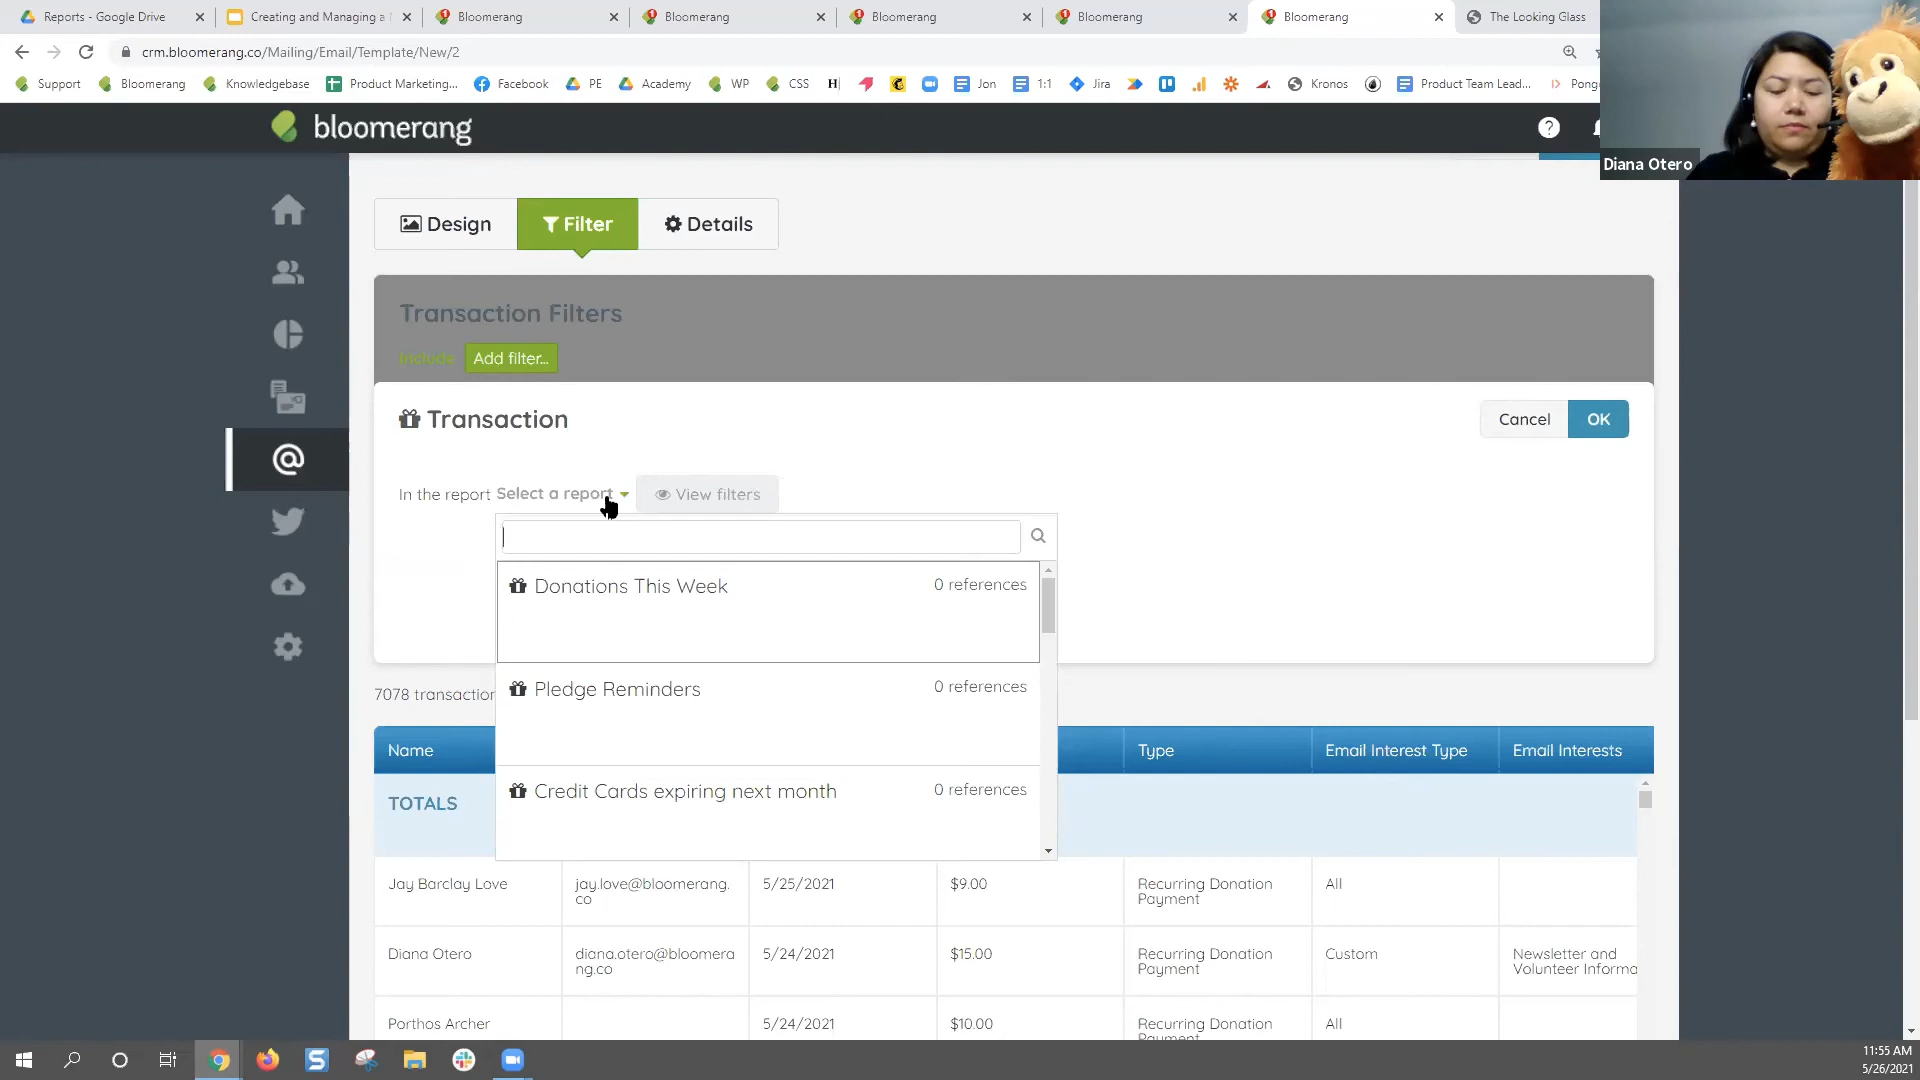 Reports - Google Drive
Creating and Managing a
Bloomerang
Bloomerang
Bloomerang
Bloomerang
Bloomerang
The Looking Glass
crm.bloomerang.co/Mailing/Email/Template/New/2
Support
Bloomerang
Knowledgebase
Product Marketing...
Facebook
PE
Academy
WP
CSS
H
Jon
1:1
Jira
Kronos
Product Team Lead...
Pong
bloomerang
Diana Otero
Design
Filter
Details
Transaction Filters
Include
Add filter...
Transaction
Cancel
OK
In the report Select a report
View filters
Donations This Week
0 references
Pledge Reminders
0 references
Credit Cards expiring next month
0 references
7078 transaction
Name
Type
Email Interest Type
Email Interests
TOTALS
Jay Barclay Love
jay.love@bloomerang.
co
5/25/2021
$9.00
Recurring Donation
Payment
All
Diana Otero
diana.otero@bloomera
ng.co
5/24/2021
$15.00
Recurring Donation
Payment
Custom
Newsletter and
Volunteer Informa
Porthos Archer
5/24/2021
$10.00
Recurring Donation
Payment
All
11:55 AM
5/26/2021